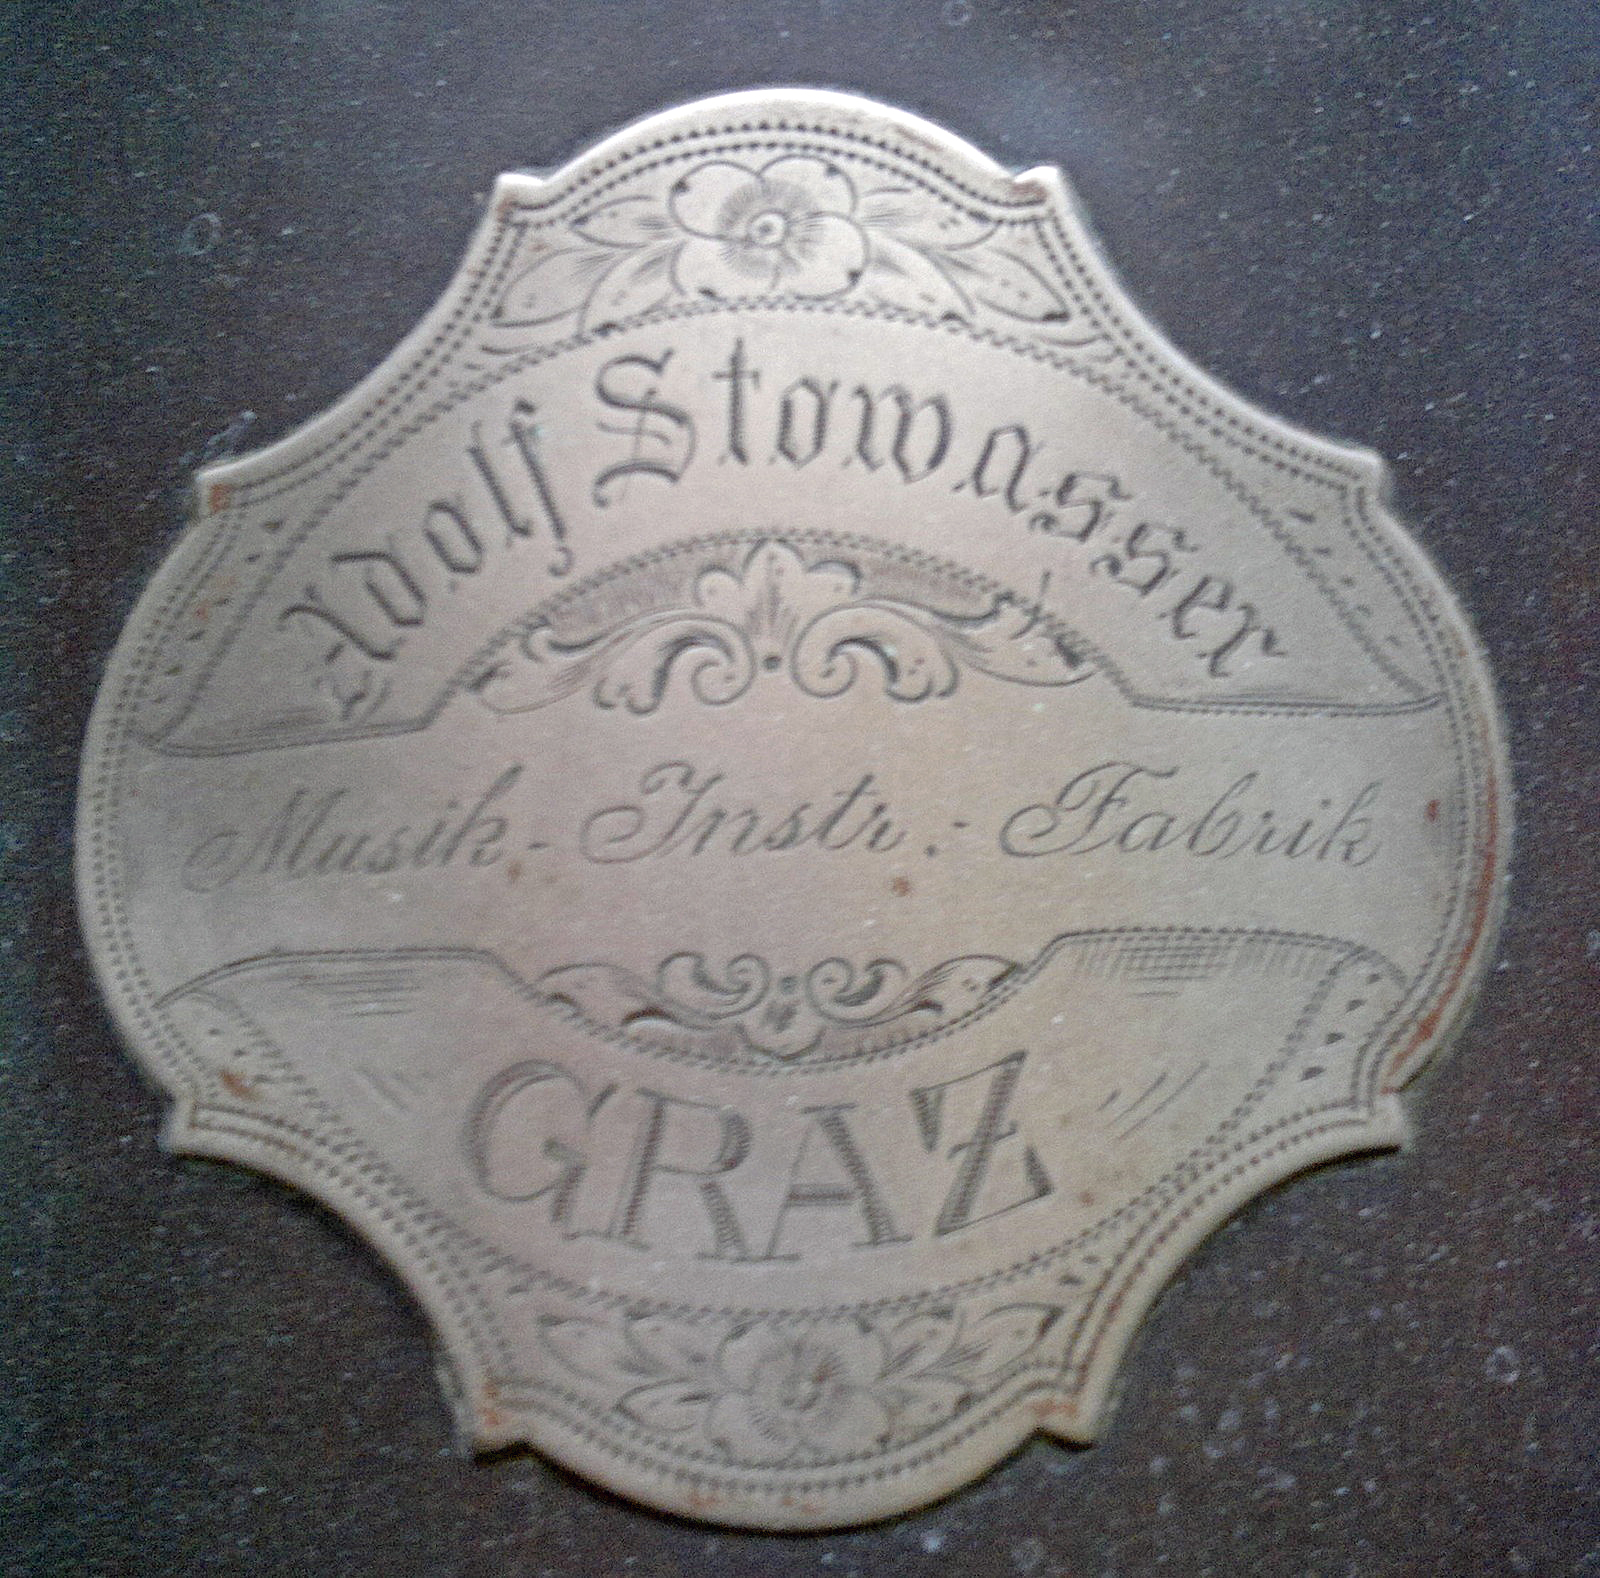 Adolf Stowasser
Musik-Instr.:-Fabrik
GRAZ